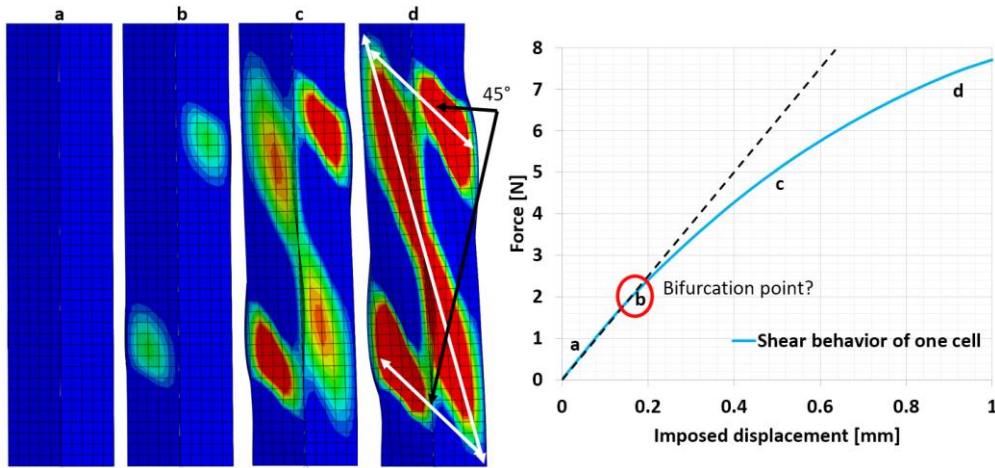 a b c d
45°
8
7
6
5
4
3
2
1
0
Force [N]
a
b
c
d
Bifurcation point?
Shear behavior of one cell
0 0.2 0.4 0.6 0.8 1
Imposed displacement [mm]